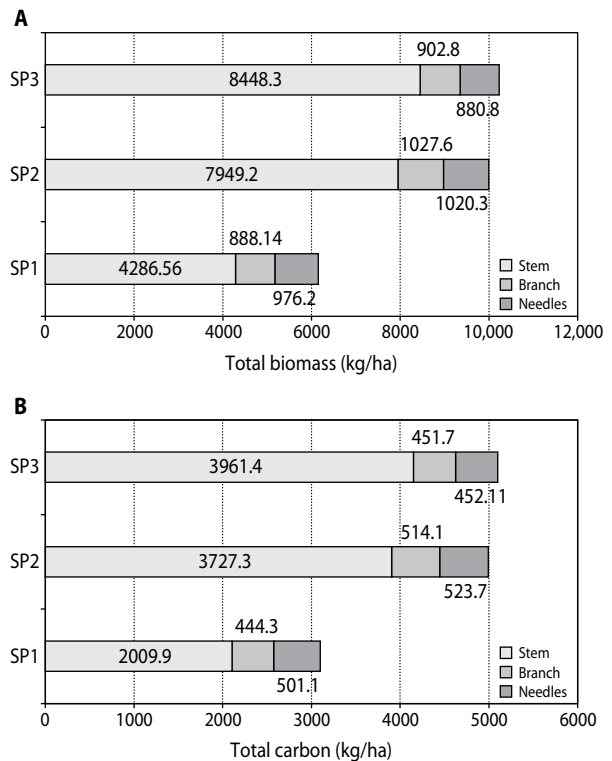 A
902.8
SP3
8448.3
880.8
1027.6
SP2
7949.2
1020.3
888.14
SP1
4286.56
976.2
Stem
Branch
Needles
0 2000 4000 6000 8000 10,000 12,000
Total biomass (kg/ha)
B
451.7
SP3
3961.4
452.11
514.1
SP2
3727.3
523.7
444.3
SP1
2009.9
501.1
Stem
Branch
Needles
0 1000 2000 3000 4000 5000 6000
Total carbon (kg/ha)